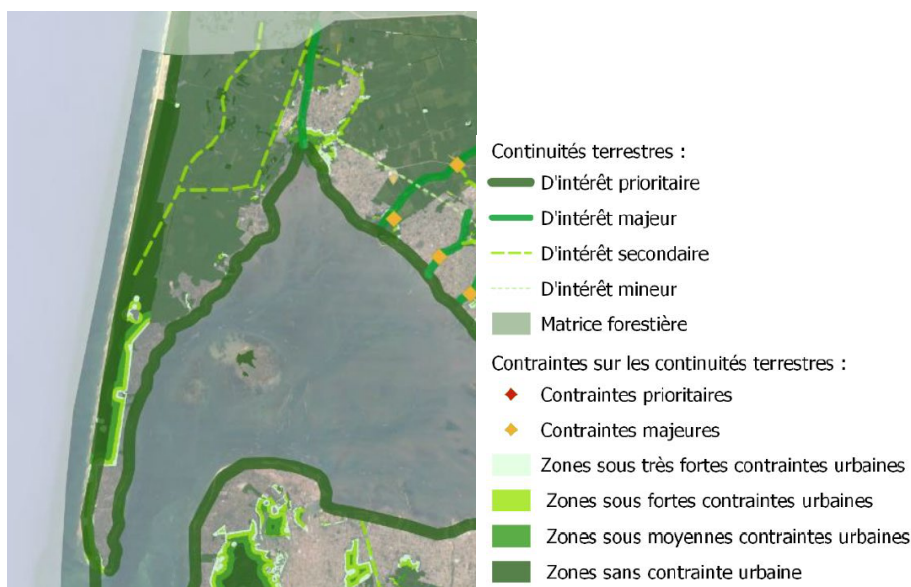 Continuités terrestres :
D'intérêt prioritaire
D'intérêt majeur
D'intérêt secondaire
D'intérêt mineur
Matrice forestière
Contraintes sur les continuités terrestres :
Contraintes prioritaires
Contraintes majeures
Zones sous très fortes contraintes urbaines
Zones sous fortes contraintes urbaines
Zones sous moyennes contraintes urbaines
Zones sans contrainte urbaine